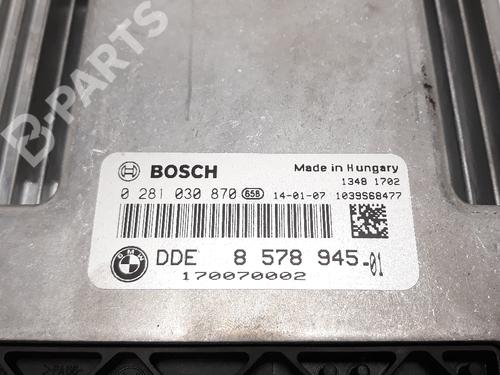 B-PARTS
BOSCH
Made in Hungary
1348 1702
0 281 030 870 658 14-01-07 1039S68477
BMW DDE 8 578 945-01
170070002